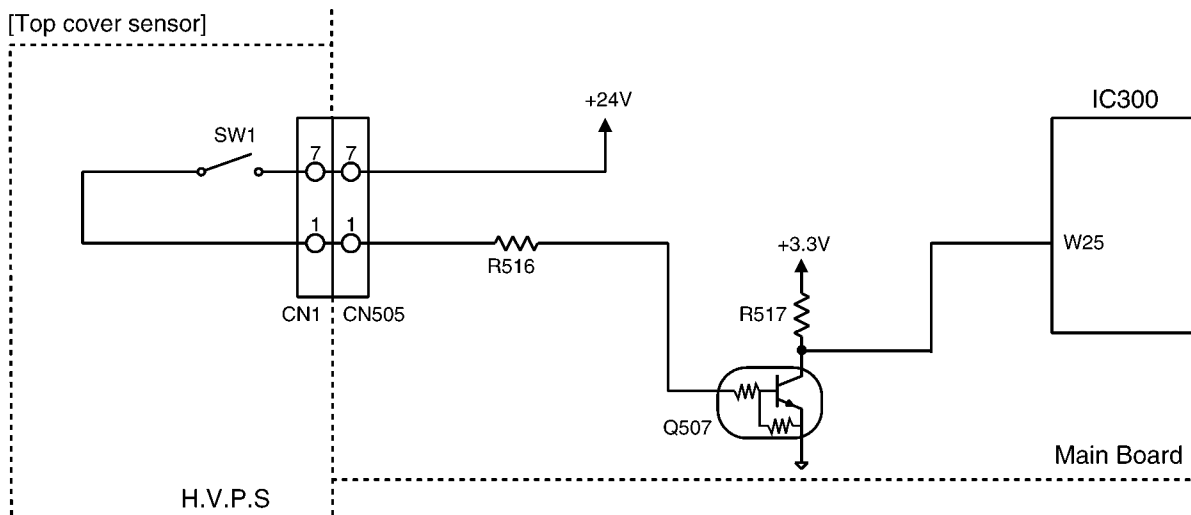 [Top cover sensor]
+24V
IC300
SW1
7 7
1 1
R516
+3.3V
W25
CN1 CN505
R517
Q507
Main Board
H.V.P.S